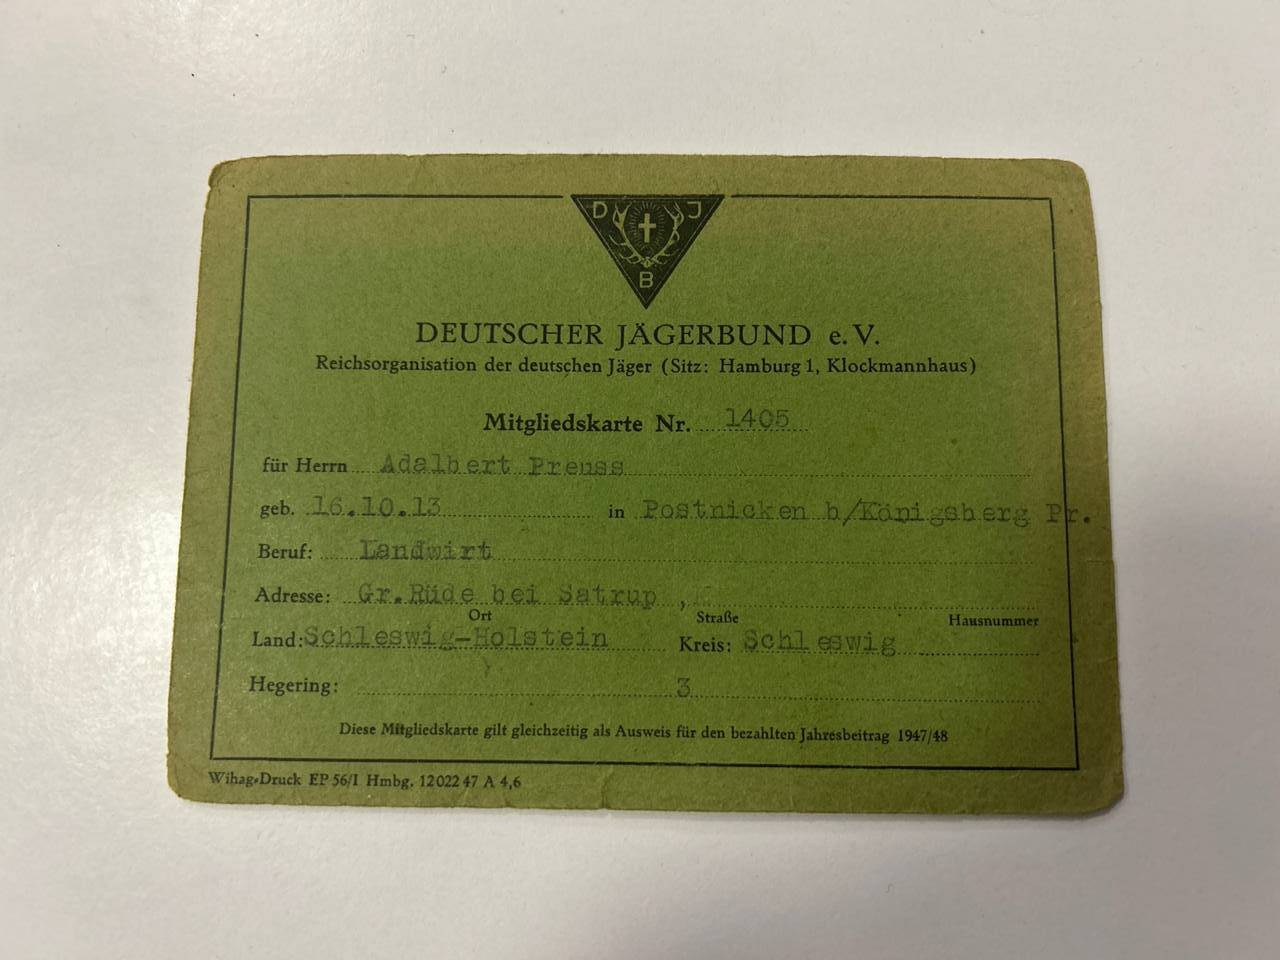 D J
B
DEUTSCHER JÄGERBUND e. V.
Reichsorganisation der deutschen Jäger (Sitz: Hamburg 1, Klockmannhaus)
Mitgliedskarte Nr. 1405
für Herrn Adalbert Preuss
geb. 16.10.13 in Postnicken b/Königsberg Pr.
Beruf: Landwirt
Adresse: Gr.Rüde bei Satrup ,
Ort Straße Hausnummer
Land: Schleswig-Holstein Kreis: Schleswig
Hegering: 3
Diese Mitgliedskarte gilt gleichzeitig als Ausweis für den bezahlten Jahresbeitrag 1947/48
Wihag-Druck EP 56/I Hmbg. 12022 47 A 4,6